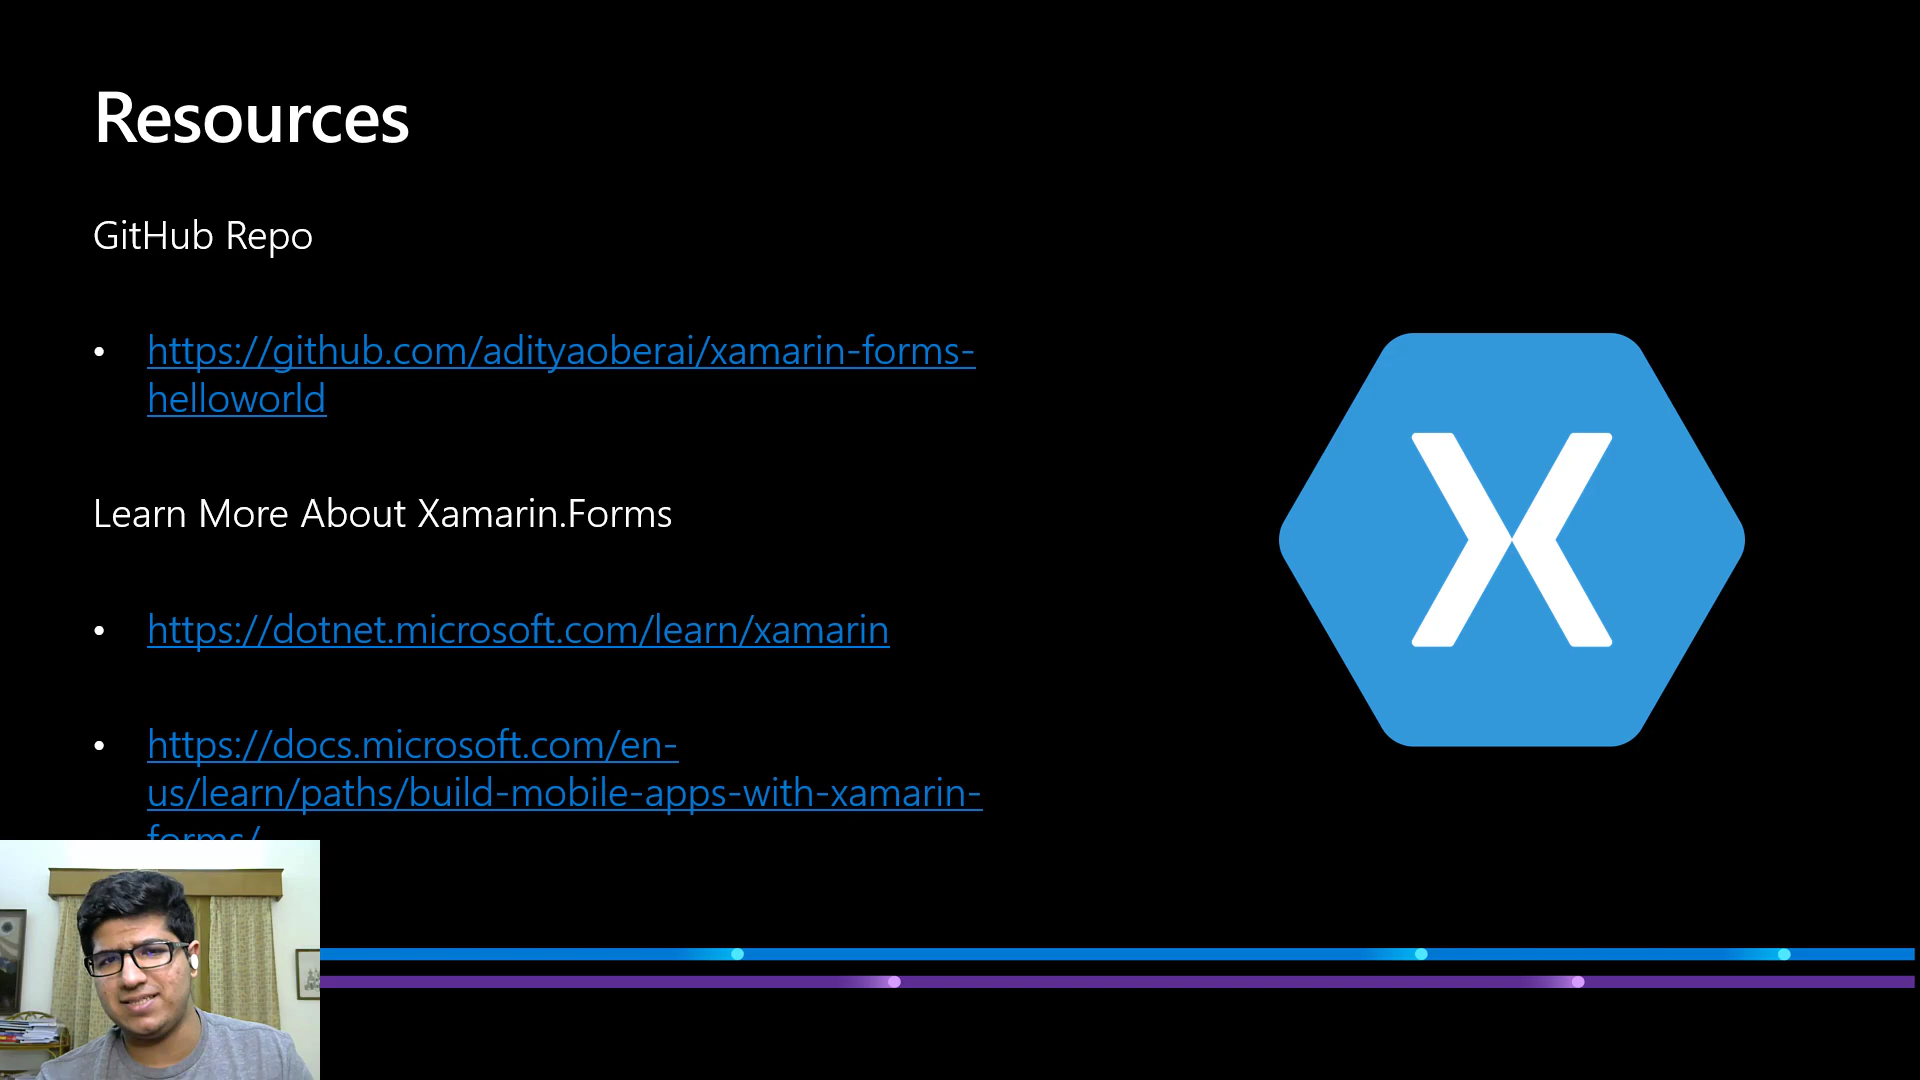 Resources
GitHub Repo
• https://github.com/adityaoberai/xamarin-forms-
helloworld
Learn More About Xamarin.Forms
• https://dotnet.microsoft.com/learn/xamarin
• https://docs.microsoft.com/en-
us/learn/paths/build-mobile-apps-with-xamarin-
forms/